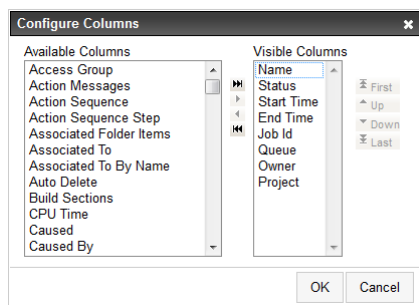 Configure Columns
Available Columns
Visible Columns
Access Group
Action Messages
Action Sequence
Action Sequence Step
Associated Folder Items
Associated To
Associated To By Name
Auto Delete
Build Sections
CPU Time
Caused
Caused By
Name
Status
Start Time
End Time
Job Id
Queue
Owner
Project
First
Up
Down
Last
OK
Cancel